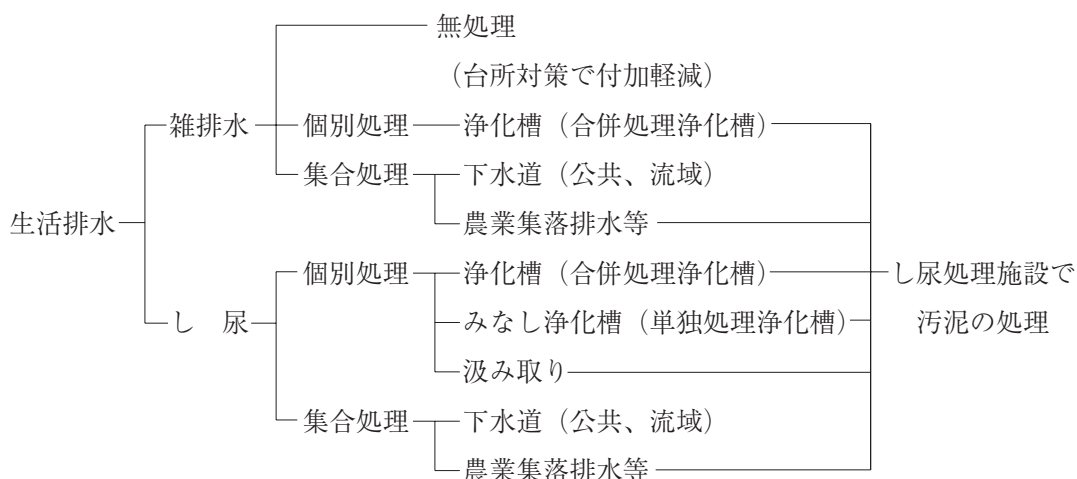 無処理
（台所対策で付加軽減）
雑排水 個別処理 浄化槽（合併処理浄化槽）
集合処理 下水道（公共、流域）
生活排水 農業集落排水等
個別処理 浄化槽（合併処理浄化槽） し尿処理施設で
し　尿 みなし浄化槽（単独処理浄化槽） 汚泥の処理
汲み取り
集合処理 下水道（公共、流域）
農業集落排水等